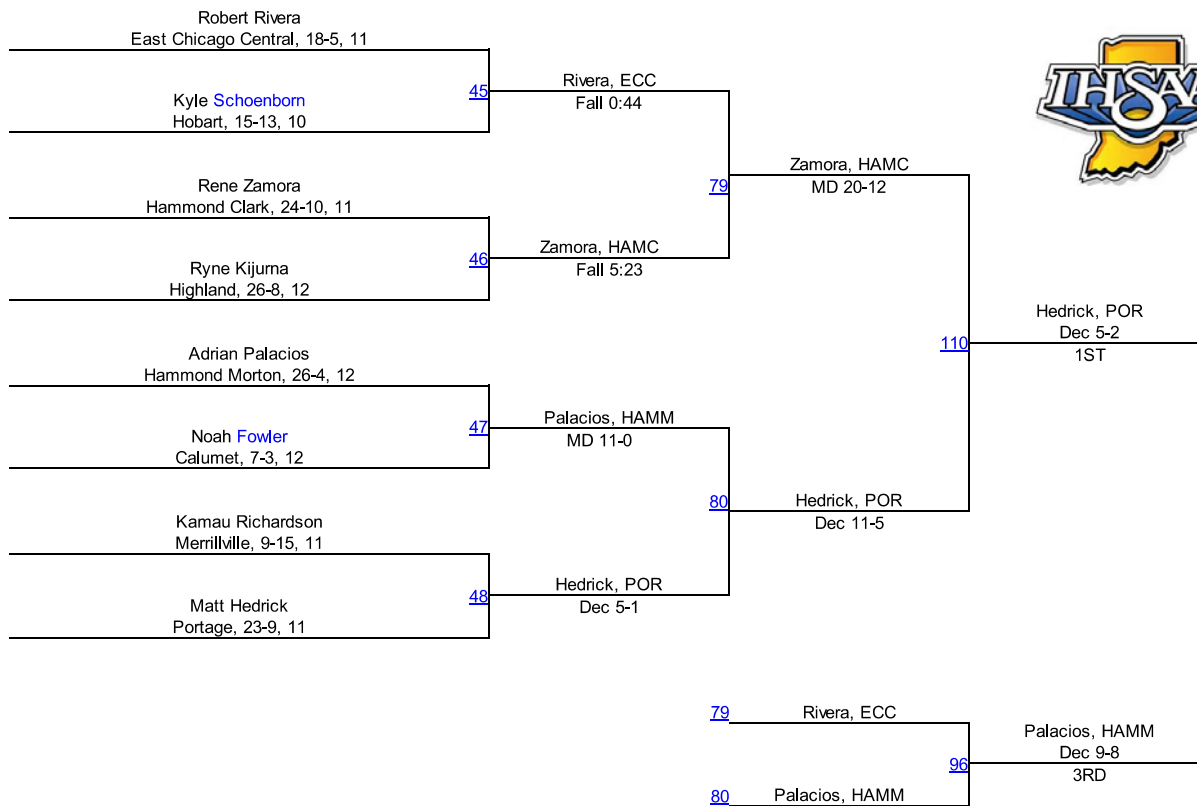 Robert Rivera
East Chicago Central, 18-5, 11
45
Kyle Schoenborn
Hobart, 15-13, 10
Rivera, ECC
Fall 0:44
79
Rene Zamora
Hammond Clark, 24-10, 11
46
Ryne Kijurna
Highland, 26-8, 12
Zamora, HAMC
Fall 5:23
Zamora, HAMC
MD 20-12
IHSAA
110
Adrian Palacios
Hammond Morton, 26-4, 12
47
Noah Fowler
Calumet, 7-3, 12
Palacios, HAMM
MD 11-0
80
Kamau Richardson
Merrillville, 9-15, 11
48
Matt Hedrick
Portage, 23-9, 11
Hedrick, POR
Dec 5-1
Hedrick, POR
Dec 11-5
Hedrick, POR
Dec 5-2
1ST
79
Rivera, ECC
96
80
Palacios, HAMM
Palacios, HAMM
Dec 9-8
3RD